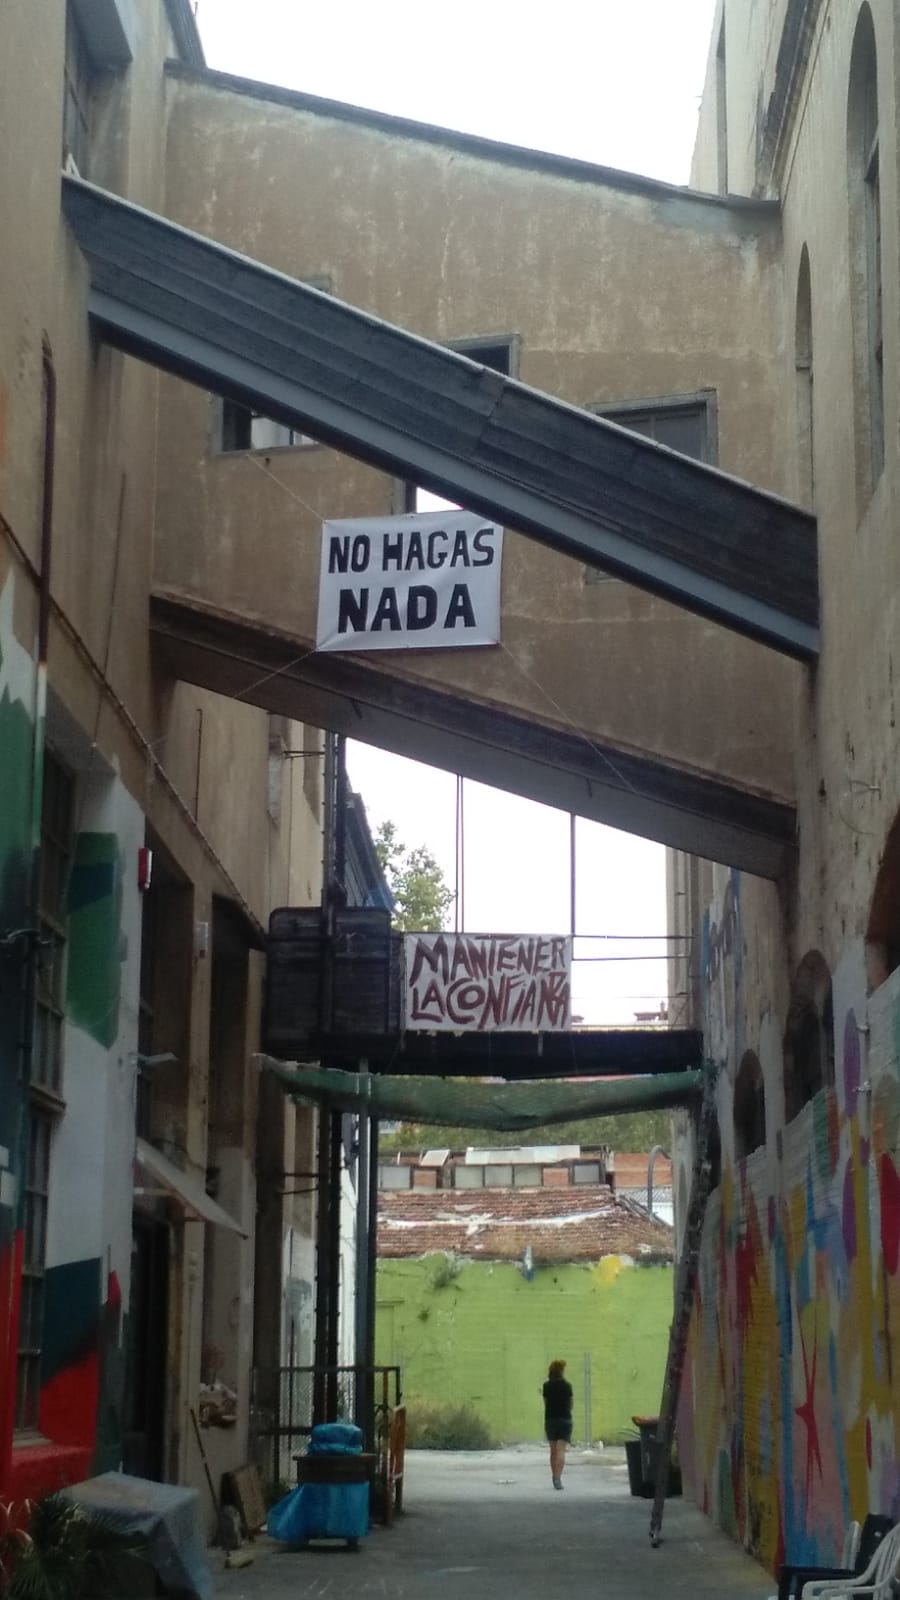 NO HAGAS
NADA
MANTENER
LA CONFIANZA